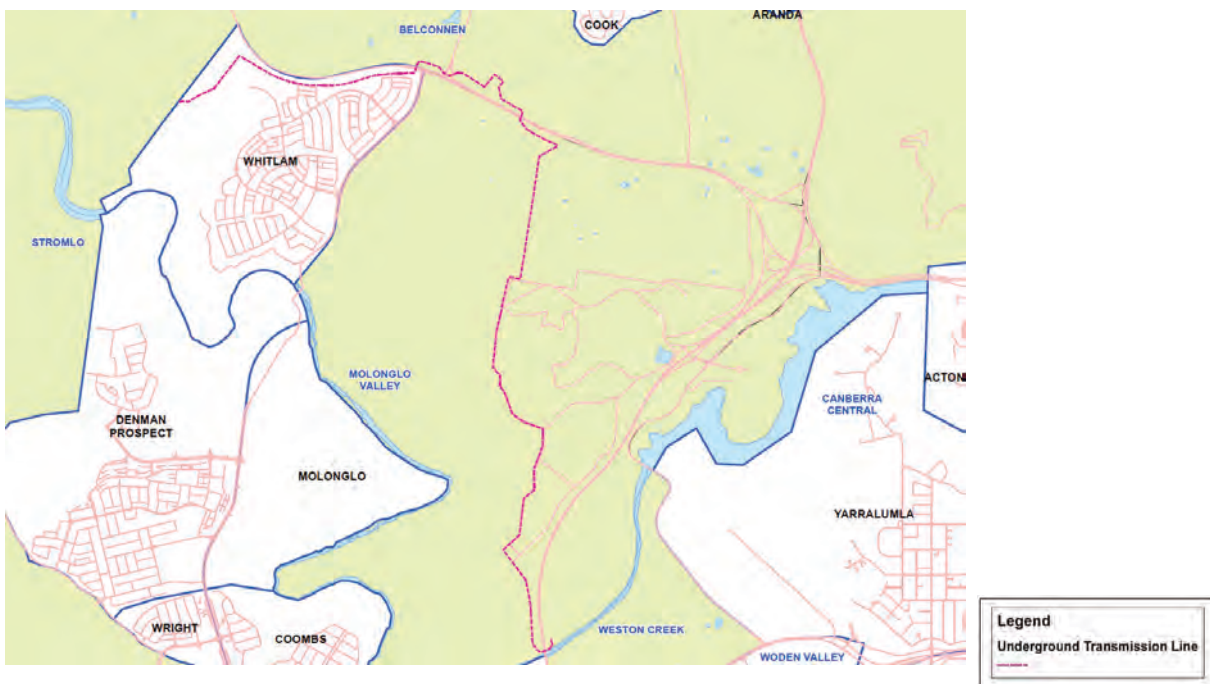 COOK
ARANDA
BELCONNEN
WHITLAM
STROMLO
MOLONGLO
VALLEY
CANBERRA
CENTRAL
ACTON
DENMAN
PROSPECT
MOLONGLO
YARRALUMLA
WRIGHT
COOMBS
WESTON CREEK
WODEN VALLEY
Legend
Underground Transmission Line